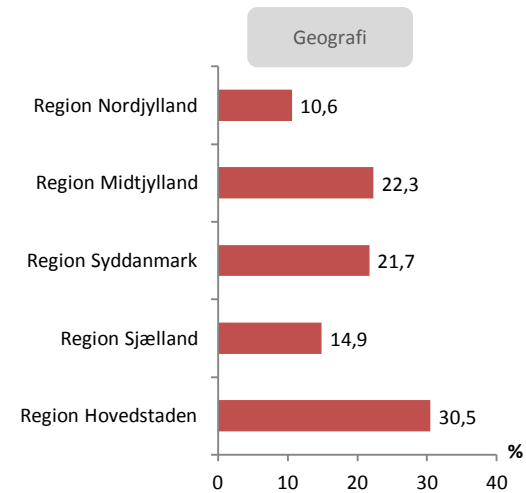 Geografi
Region Nordjylland 10,6
Region Midtjylland 22,3
Region Syddanmark 21,7
Region Sjælland 14,9
Region Hovedstaden 30,5
%
0 10 20 30 40